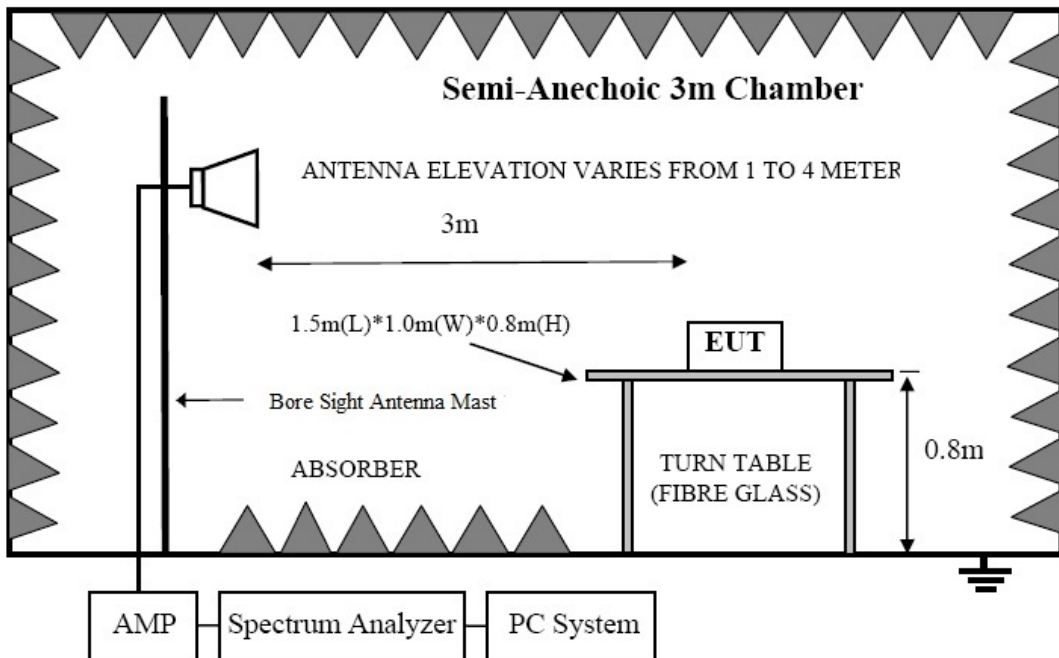 Semi-Anechoic 3m Chamber
ANTENNA ELEVATION VARIES FROM 1 TO 4 METER
3m
1.5m(L)*1.0m(W)*0.8m(H)
EUT
Bore Sight Antenna Mast
ABSORBER
TURN TABLE
(FIBRE GLASS)
0.8m
AMP
Spectrum Analyzer
PC System